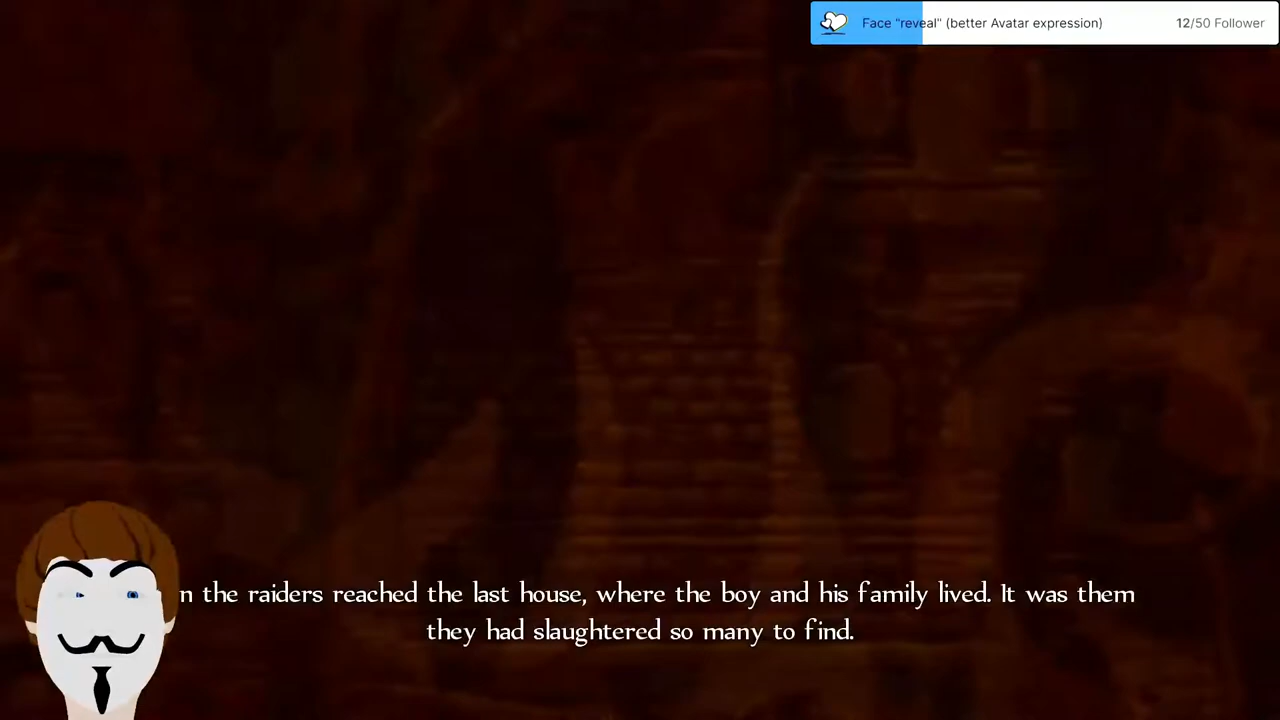 Face "reveal" (better Avatar expression) 12/50 Follower
n the raiders reached the last house, where the boy and his family lived. It was them
they had slaughtered so many to find.